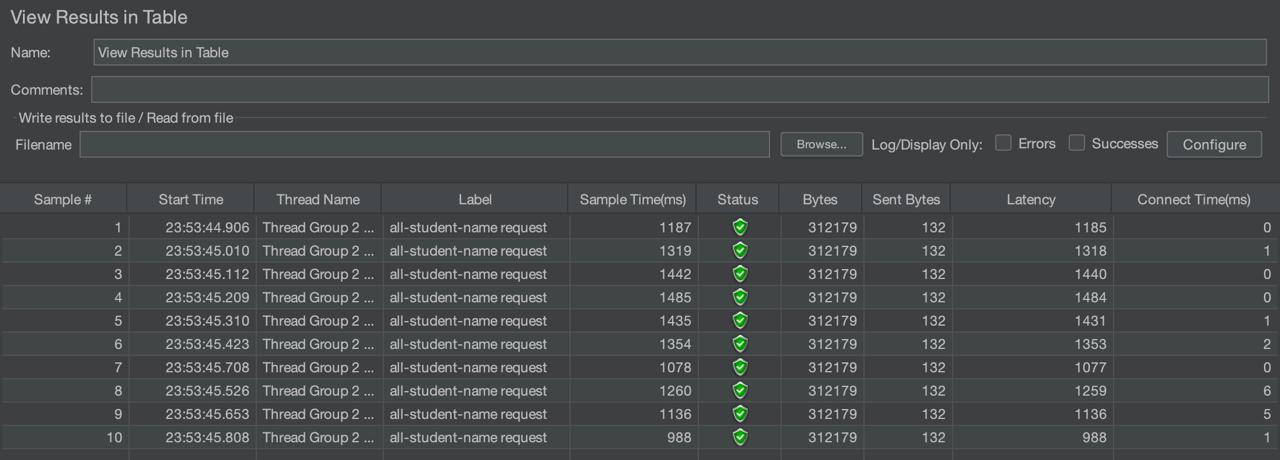 View Results in Table
Name: View Results in Table
Comments:
Write results to file / Read from file
Filename Browse... Log/Display Only: Errors Successes Configure
Sample # Start Time Thread Name Label Sample Time(ms) Status Bytes Sent Bytes Latency Connect Time(ms)
1 23:53:44.906 Thread Group 2 ... all-student-name request 1187 312179 132 1185 0
2 23:53:45.010 Thread Group 2 ... all-student-name request 1319 312179 132 1318 1
3 23:53:45.112 Thread Group 2 ... all-student-name request 1442 312179 132 1440 0
4 23:53:45.209 Thread Group 2 ... all-student-name request 1485 312179 132 1484 0
5 23:53:45.310 Thread Group 2 ... all-student-name request 1435 312179 132 1431 1
6 23:53:45.423 Thread Group 2 ... all-student-name request 1354 312179 132 1353 2
7 23:53:45.708 Thread Group 2 ... all-student-name request 1078 312179 132 1077 0
8 23:53:45.526 Thread Group 2 ... all-student-name request 1260 312179 132 1259 6
9 23:53:45.653 Thread Group 2 ... all-student-name request 1136 312179 132 1136 5
10 23:53:45.808 Thread Group 2 ... all-student-name request 988 312179 132 988 1